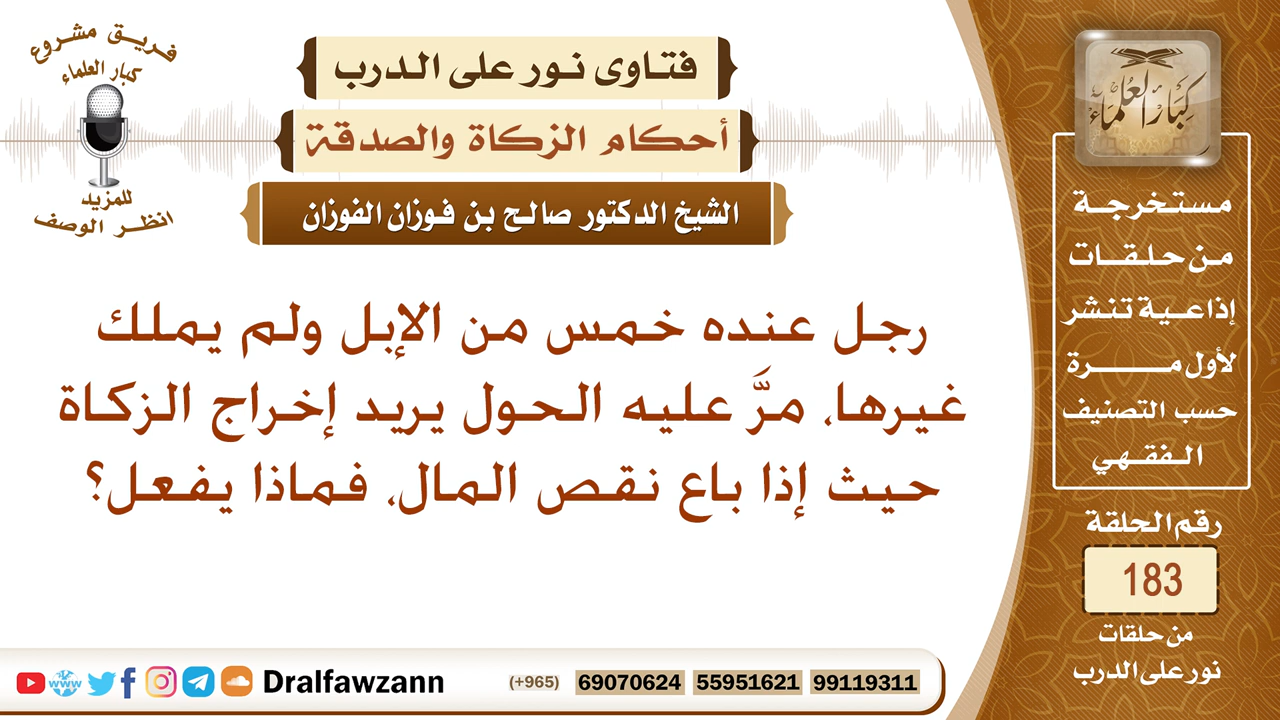 فريق مشروع
كبار العلماء
للمزيد
انظر الوصف
فتاوى نور على الدرب
أحكام الزكاة والصدقة
الشيخ الدكتور صالح بن فوزان الفوزان
رجل عنده خمس من الإبل ولم يملك
غيرها، مرَّ عليه الحول يريد إخراج الزكاة
حيث إذا باع نقص المال، فماذا يفعل؟
كبار العلماء
مستخرجة
من حلقات
إذاعية تنشر
لأول مرة
حسب التصنيف
الفقهي
رقم الحلقة
183
من حلقات
نور على الدرب
www
Dralfawzann
(+965) 69070624 55951621 99119311